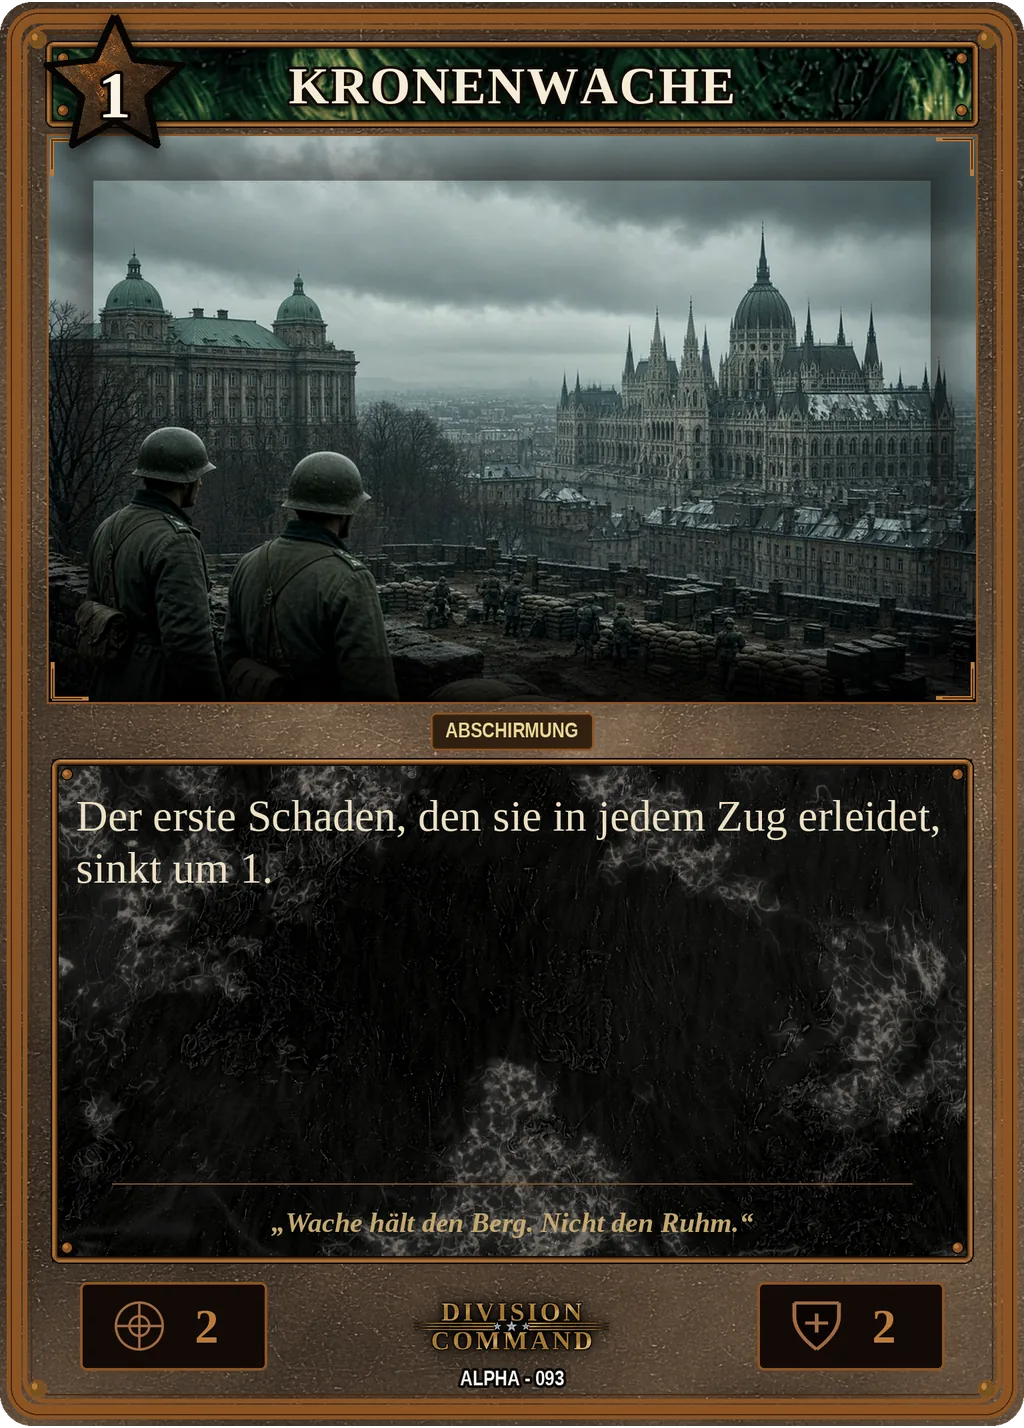 1
KRONENWACHE
ABSCHIRMUNG
Der erste Schaden, den sie in jedem Zug erleidet,
sinkt um 1.
„Wache hält den Berg. Nicht den Ruhm.“
2
DIVISION
COMMAND
2
ALPHA - 093